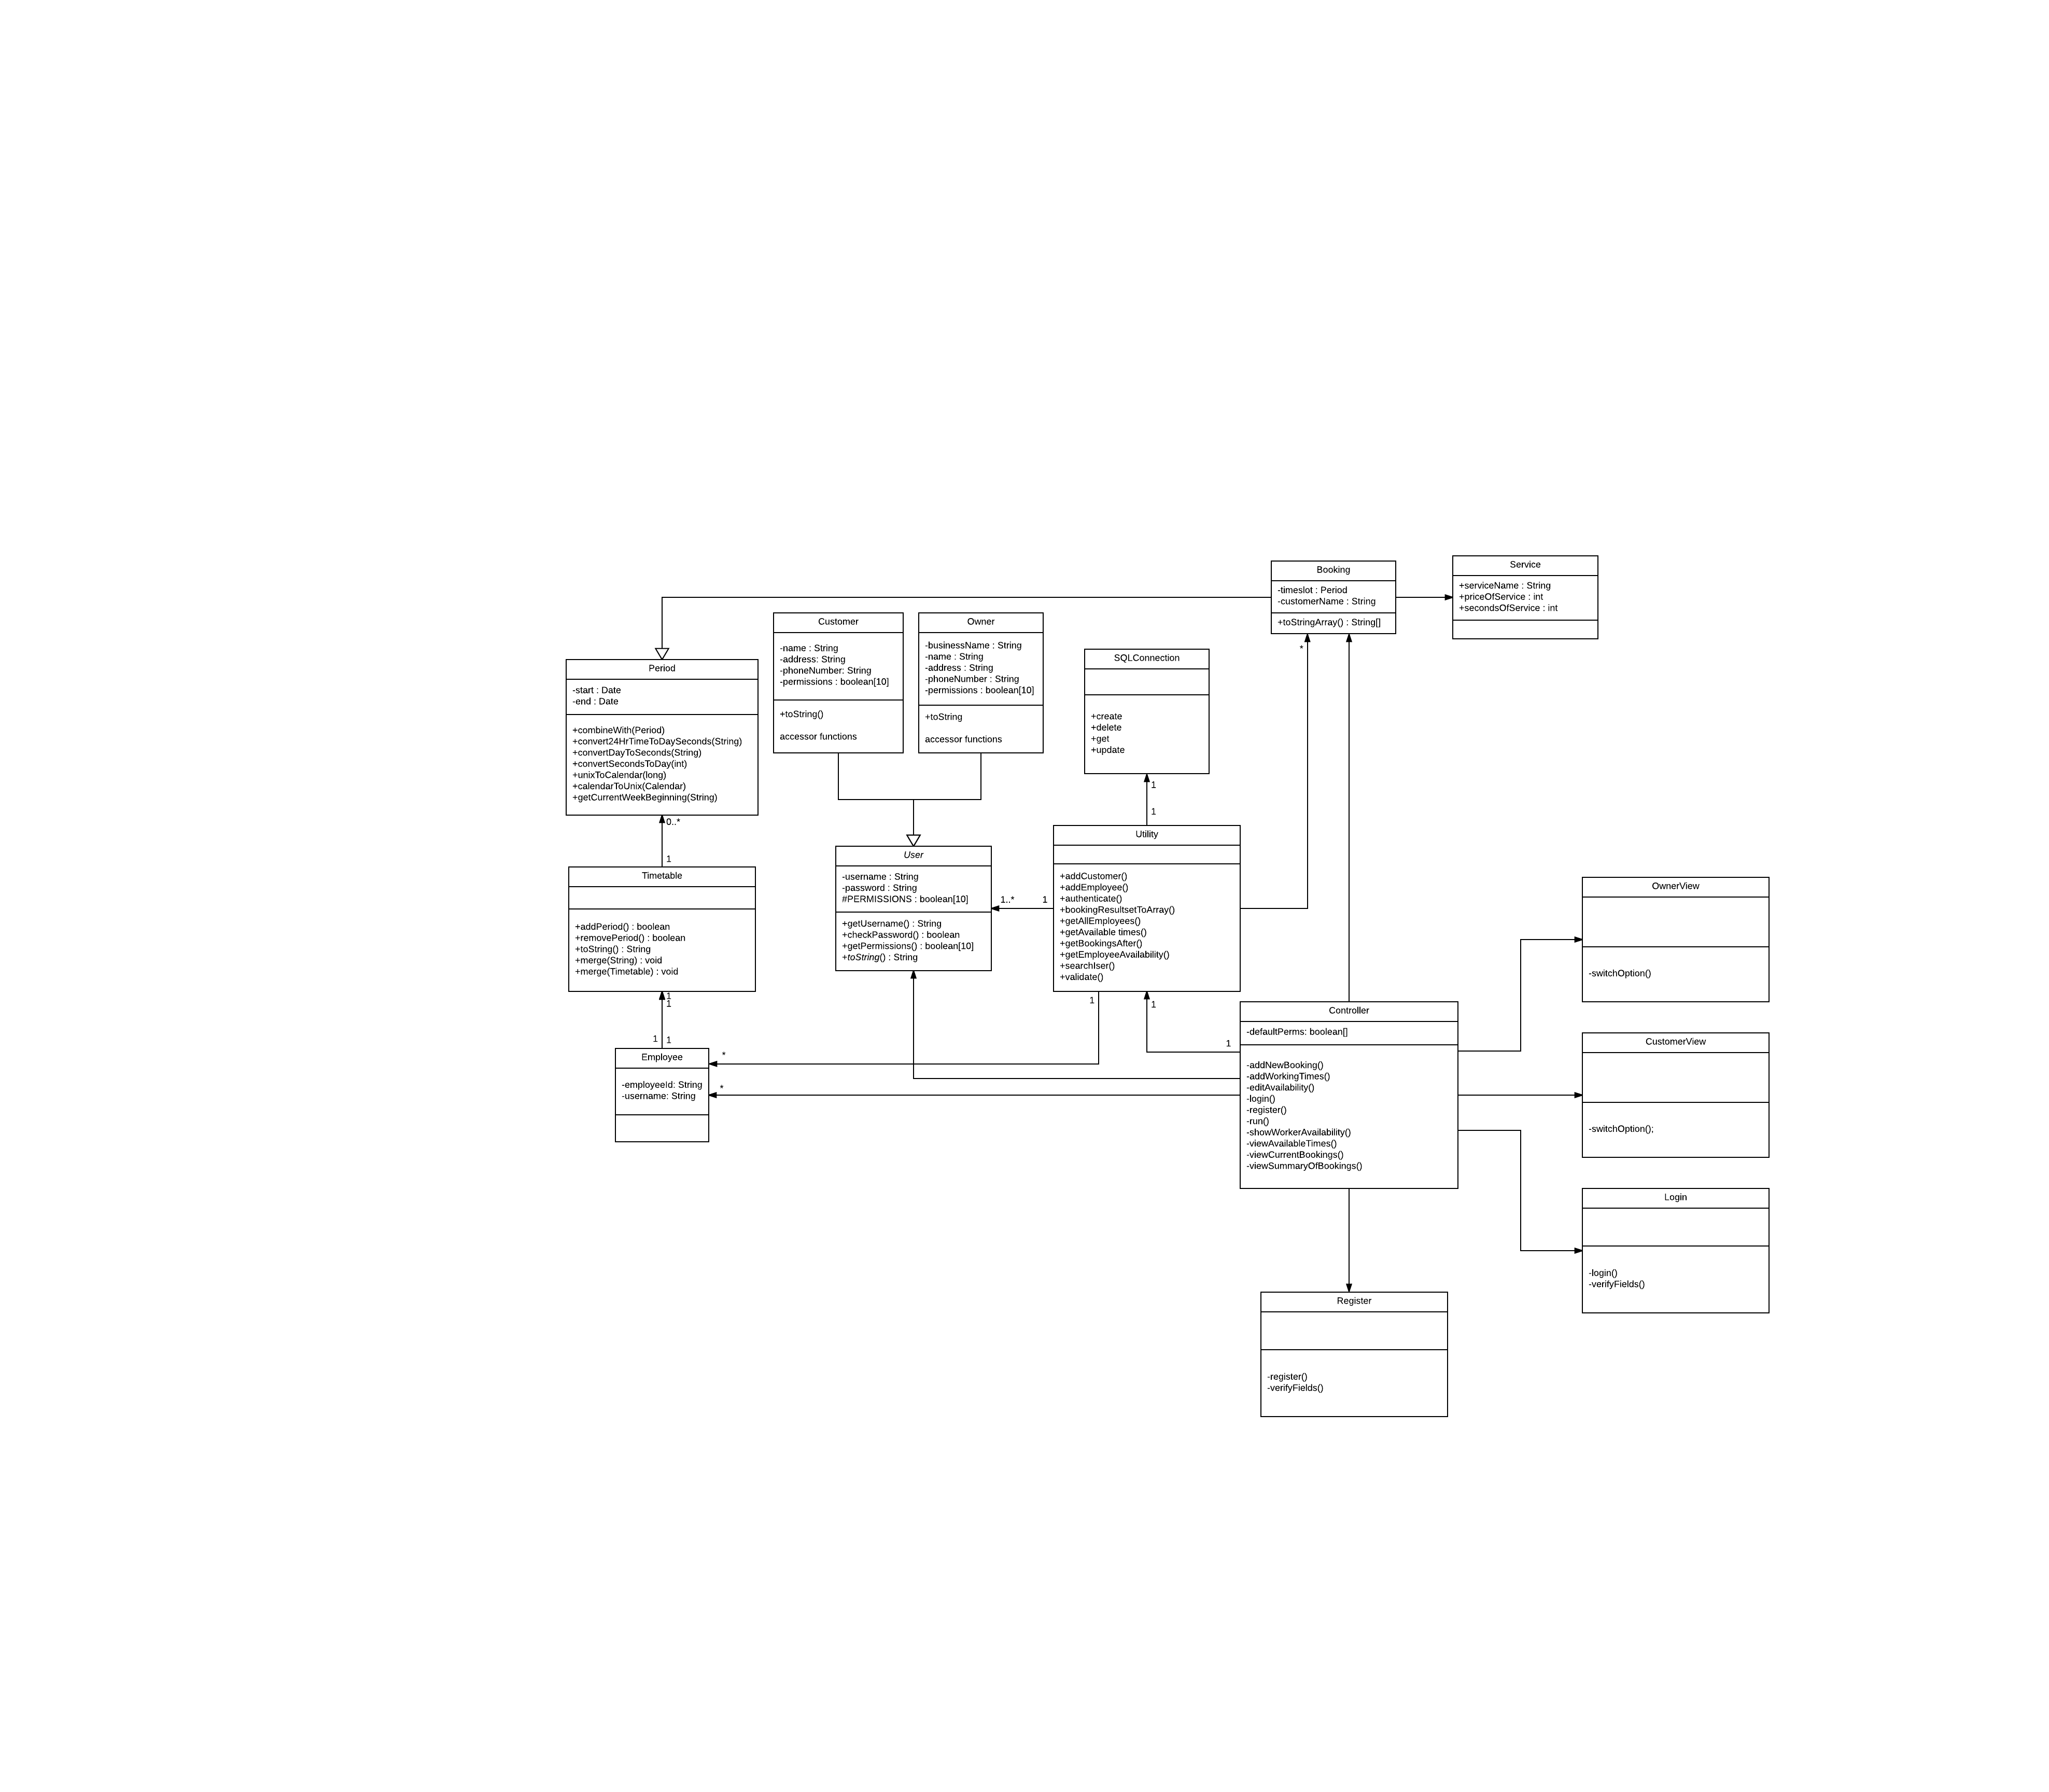 Booking
-timeslot : Period
-customerName : String
+toStringArray() : String[]
*
Service
+serviceName : String
+priceOfService : int
+secondsOfService : int
Customer
-name : String
-address: String
-phoneNumber: String
-permissions : boolean[10]
+toString()
accessor functions
Owner
-businessName : String
-name : String
-address : String
-phoneNumber : String
-permissions : boolean[10]
+toString
accessor functions
SQLConnection
+create
+delete
+get
+update
1
1
Period
-start : Date
-end : Date
+combineWith(Period)
+convert24HrTimeToDaySeconds(String)
+convertDayToSeconds(String)
+convertSecondsToDay(int)
+unixToCalendar(long)
+calendarToUnix(Calendar)
+getCurrentWeekBeginning(String)
0..*
1
Timetable
+addPeriod() : boolean
+removePeriod() : boolean
+toString() : String
+merge(String) : void
+merge(Timetable) : void
1
1
1 1
User
-username : String
-password : String
#PERMISSIONS : boolean[10]
+getUsername() : String
+checkPassword() : boolean
+getPermissions() : boolean[10]
+toString() : String
1..* 1
Utility
+addCustomer()
+addEmployee()
+authenticate()
+bookingResultsetToArray()
+getAllEmployees()
+getAvailable times()
+getBookingsAfter()
+getEmployeeAvailability()
+searchIser()
+validate()
1
1
1
Employee
-employeeId: String
-username: String
*
*
Controller
-defaultPerms: boolean[]
-addNewBooking()
-addWorkingTimes()
-editAvailability()
-login()
-register()
-run()
-showWorkerAvailability()
-viewAvailableTimes()
-viewCurrentBookings()
-viewSummaryOfBookings()
OwnerView
-switchOption()
CustomerView
-switchOption();
Login
-login()
-verifyFields()
Register
-register()
-verifyFields()